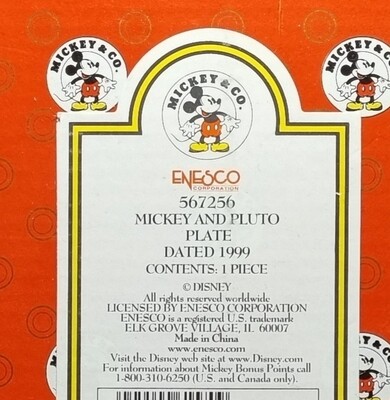 MICKEY & CO.
MICKEY & CO.
MICKEY & CO.
ENESCO
CORPORATION
567256
MICKEY AND PLUTO
PLATE
DATED 1999
CONTENTS: 1 PIECE
© DISNEY
All rights reserved worldwide
LICENSED BY ENESCO CORPORATION
ENESCO is a registered U.S. trademark
ELK GROVE VILLAGE, IL 60007
Made in China
www.enesco.com
Visit the Disney web site at www.Disney.com
For information about Mickey Bonus Points call
1-800-310-6250 (U.S. and Canada only).